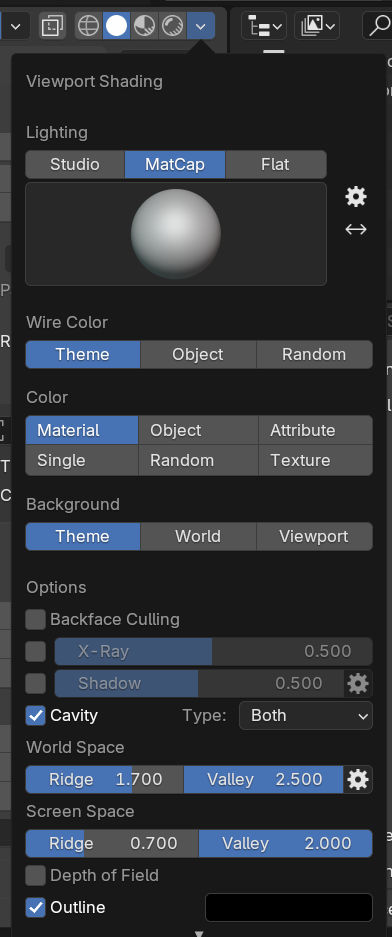 Viewport Shading
Lighting
Studio MatCap Flat
Wire Color
Theme Object Random
Color
Material Object Attribute
Single Random Texture
Background
Theme World Viewport
Options
Backface Culling
X-Ray 0.500
Shadow 0.500
Cavity Type: Both
World Space
Ridge 1.700 Valley 2.500
Screen Space
Ridge 0.700 Valley 2.000
Depth of Field
Outline